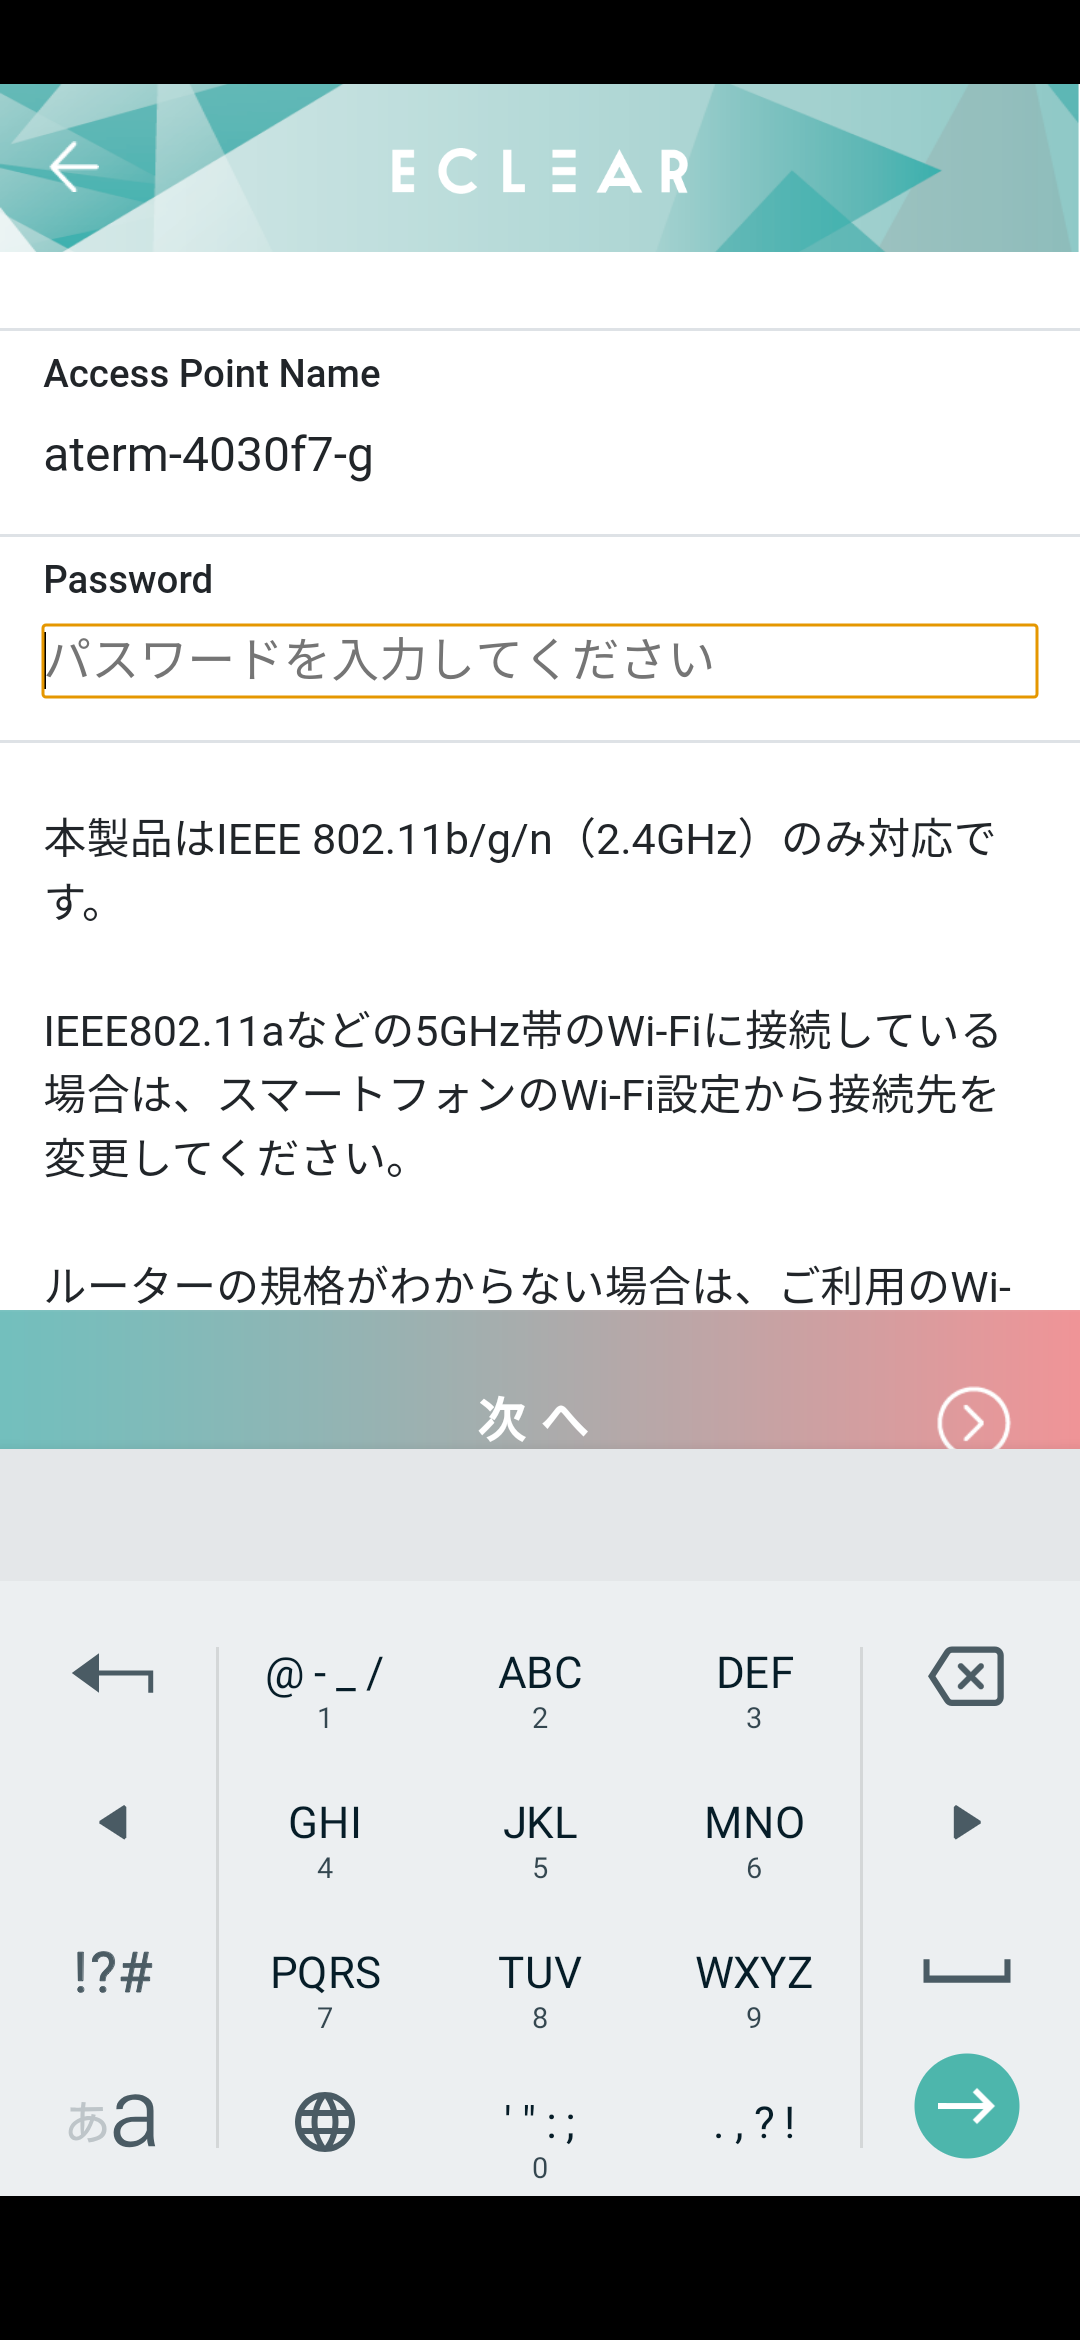 ECLEAR
Access Point Name
aterm-4030f7-g
Password
パスワードを入力してください
本製品はIEEE 802.11b/g/n（2.4GHz）のみ対応で
す。
IEEE802.11aなどの5GHz帯のWi-Fiに接続している
場合は、スマートフォンのWi-Fi設定から接続先を
変更してください。
ルーターの規格がわからない場合は、ご利用のWi-
次へ
@-_/ ABC DEF
1 2 3
GHI JKL MNO
4 5 6
!?# PQRS TUV WXYZ
7 8 9
あa '":; .,?!
0